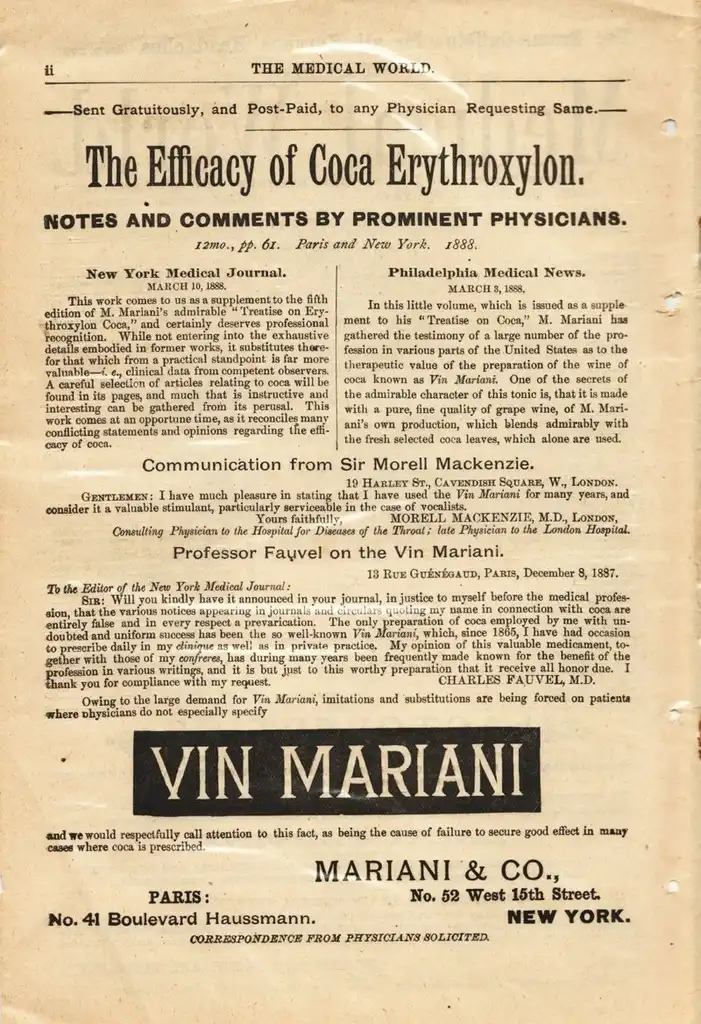 ii
THE MEDICAL WORLD.
Sent Gratuitously, and Post-Paid, to any Physician Requesting Same.
The Efficacy of Coca Erythroxylon.
NOTES AND COMMENTS BY PROMINENT PHYSICIANS.
12mo., pp. 61. Paris and New York. 1888.
New York Medical Journal.
MARCH 10, 1888.
This work comes to us as a supplement to the fifth
edition of M. Mariani's admirable "Treatise on Ery-
throxylon Coca," and certainly deserves professional
recognition. While not entering into the exhaustive
details embodied in former works, it substitutes there-
for that which from a practical standpoint is far more
valuable—i. e., clinical data from competent observers.
A careful selection of articles relating to coca will be
found in its pages, and much that is instructive and
interesting can be gathered from its perusal. This
work comes at an opportune time, as it reconciles many
conflicting statements and opinions regarding the effi-
cacy of coca.
Philadelphia Medical News.
MARCH 3, 1888.
In this little volume, which is issued as a supple-
ment to his "Treatise on Coca," M. Mariani has
gathered the testimony of a large number of the pro-
fession in various parts of the United States as to the
therapeutic value of the preparation of the wine of
coca known as Vin Mariani. One of the secrets of
the admirable character of this tonic is, that it is made
with a pure, fine quality of grape wine, of M. Mari-
ani's own production, which blends admirably with
the fresh selected coca leaves, which alone are used.
Communication from Sir Morell Mackenzie.
19 HARLEY ST., CAVENDISH SQUARE, W., LONDON.
GENTLEMEN: I have much pleasure in stating that I have used the Vin Mariani for many years, and
consider it a valuable stimulant, particularly serviceable in the case of vocalists.
Yours faithfully, MORELL MACKENZIE, M.D., LONDON,
Consulting Physician to the Hospital for Diseases of the Throat; late Physician to the London Hospital.
Professor Fauvel on the Vin Mariani.
13 RUE GUÉNÉGAUD, PARIS, December 8, 1887.
To the Editor of the New York Medical Journal:
SIR: Will you kindly have it announced in your journal, in justice to myself before the medical profes-
sion, that the various notices appearing in journals and circulars quoting my name in connection with coca are
entirely false and in every respect a prevarication. The only preparation of coca employed by me with un-
doubted and uniform success has been the so well-known Vin Mariani, which, since 1865, I have had occasion
to prescribe daily in my clinique as well as in private practice. My opinion of this valuable medicament, to-
gether with those of my confreres, has during many years been frequently made known for the benefit of the
profession in various writings, and it is but just to this worthy preparation that it receive all honor due. I
thank you for compliance with my request. CHARLES FAUVEL, M.D.
Owing to the large demand for Vin Mariani, imitations and substitutions are being forced on patients
where physicians do not especially specify
VIN MARIANI
and we would respectfully call attention to this fact, as being the cause of failure to secure good effect in many
cases where coca is prescribed.
MARIANI & CO.,
PARIS: No. 52 West 15th Street.
No. 41 Boulevard Haussmann. NEW YORK.
CORRESPONDENCE FROM PHYSICIANS SOLICITED.